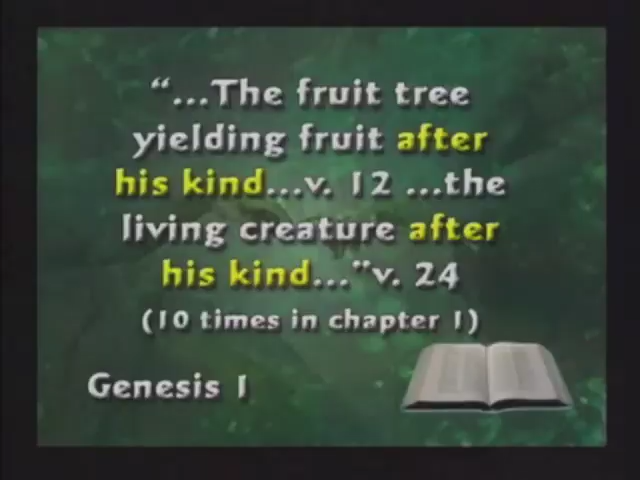 “...The fruit tree
yielding fruit after
his kind...v. 12 ...the
living creature after
his kind...”v. 24
(10 times in chapter 1)
Genesis 1